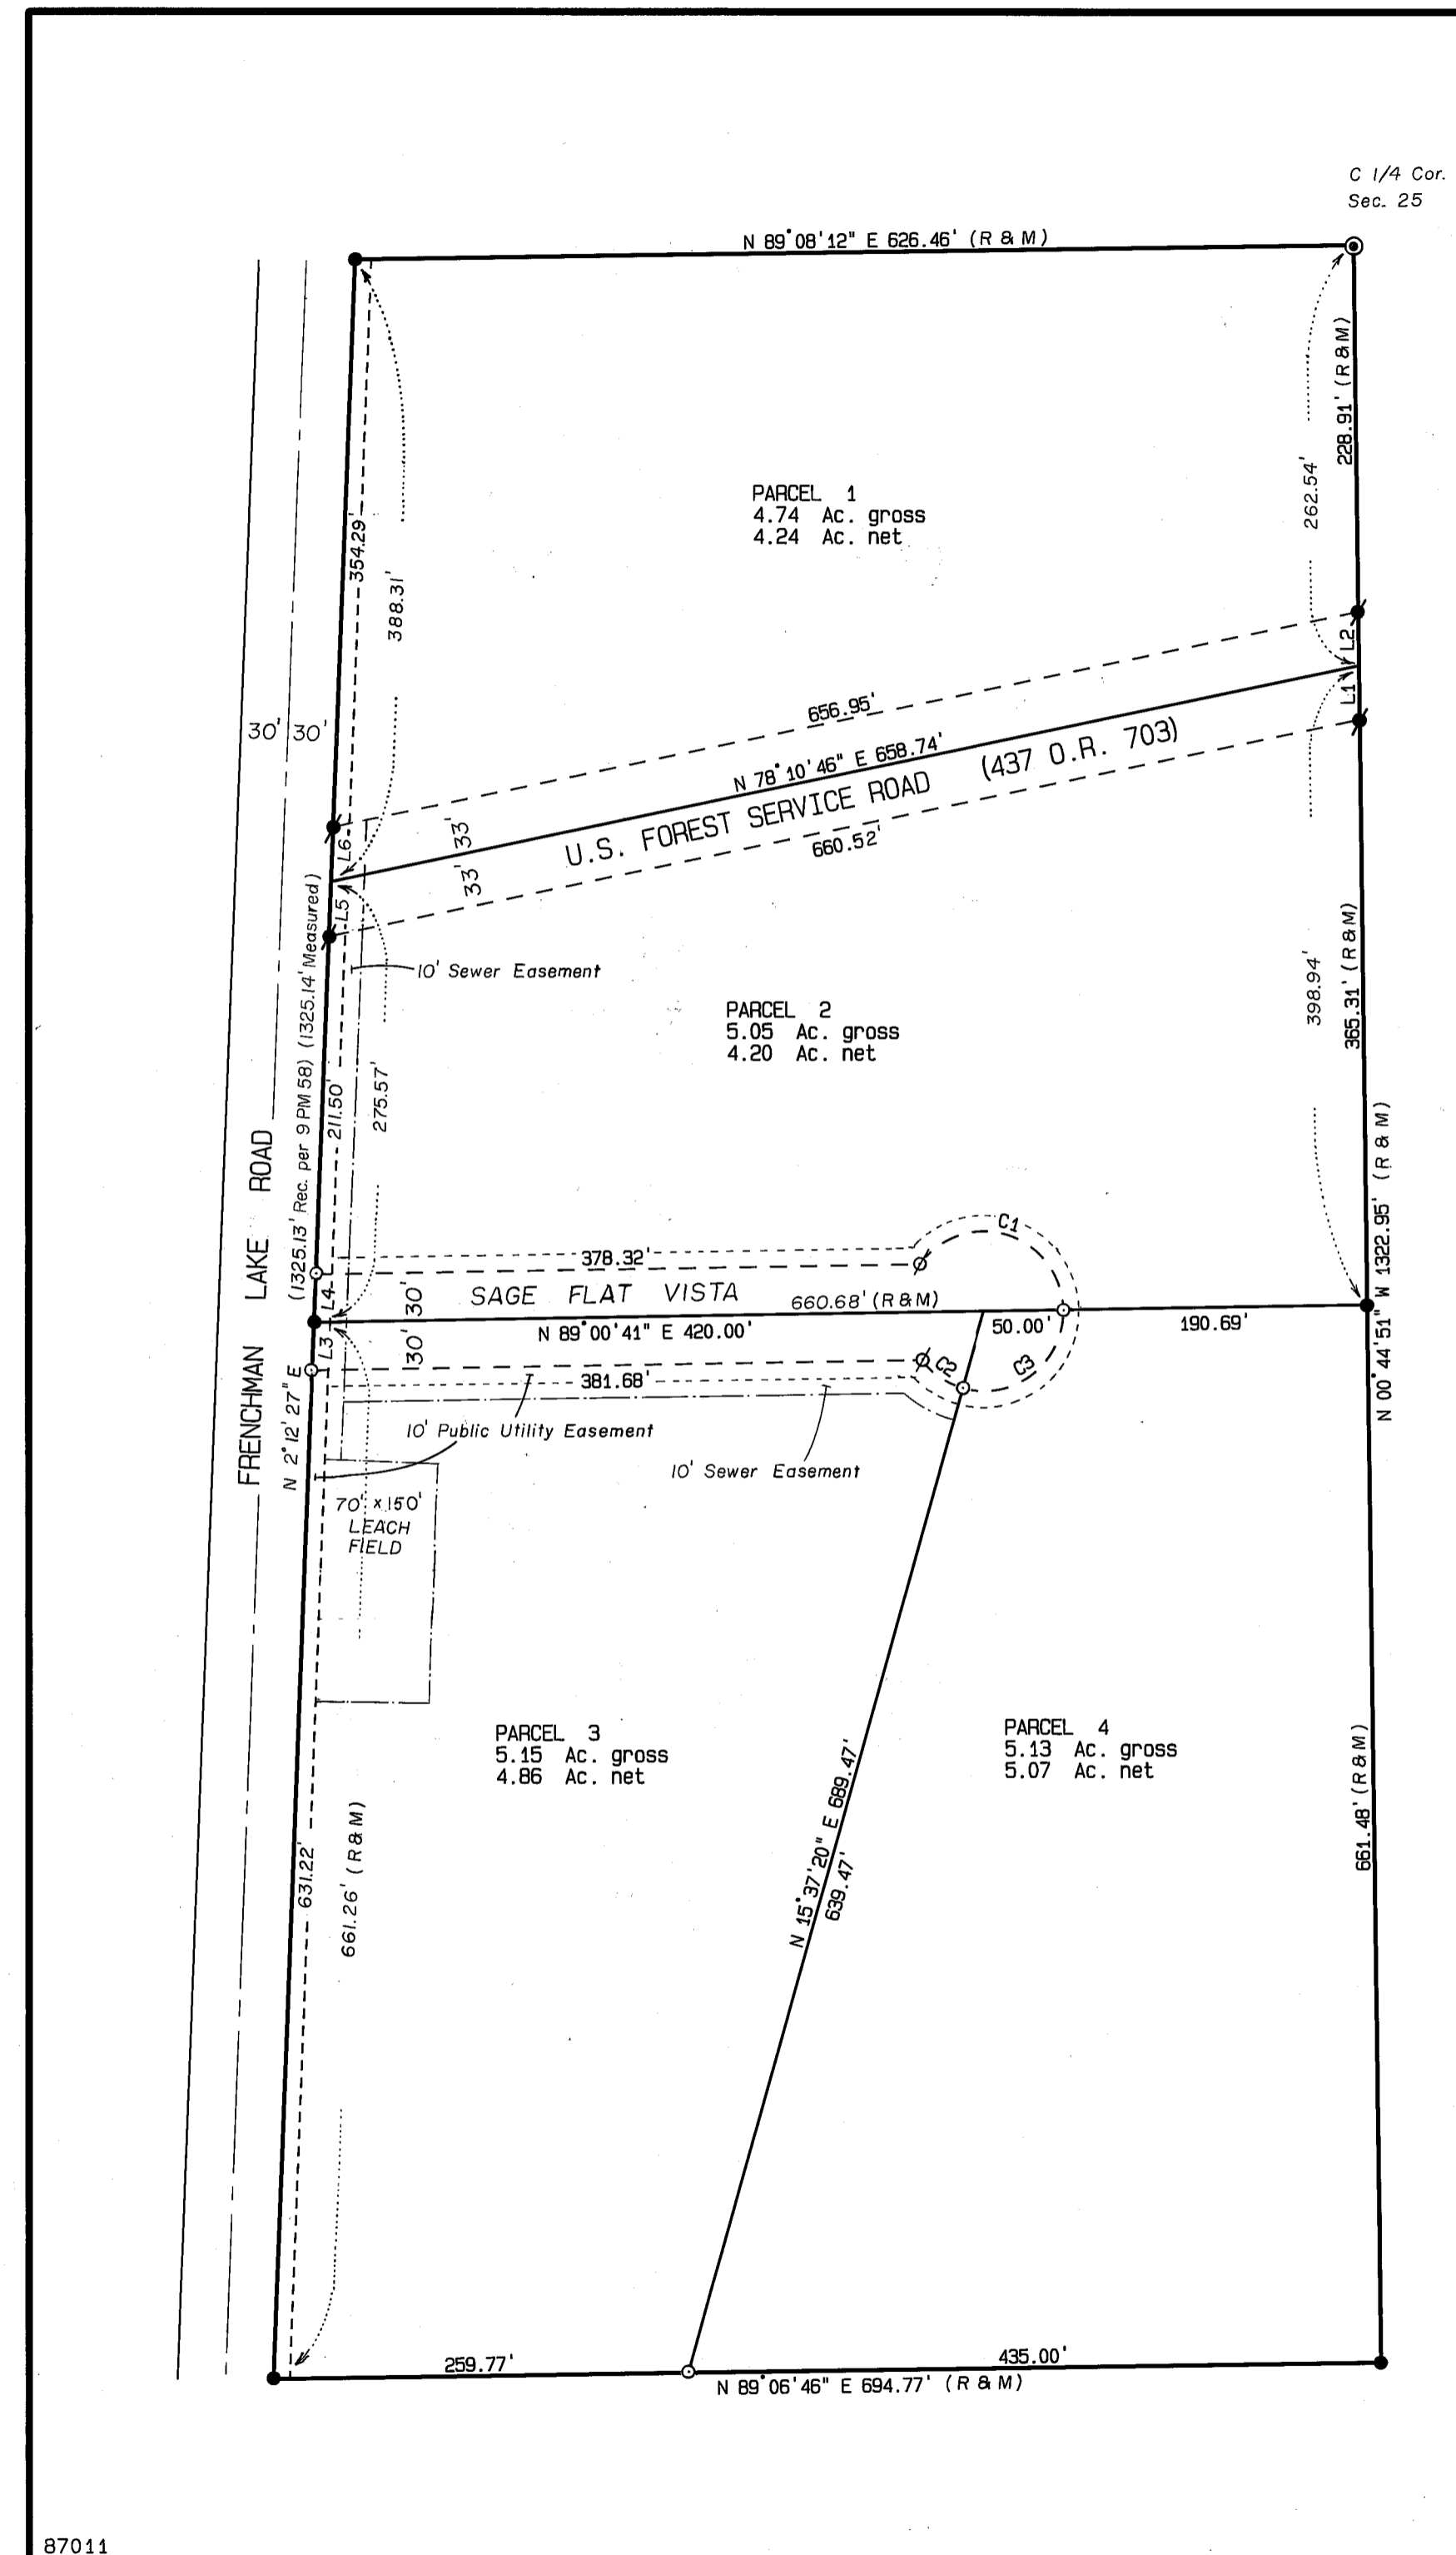 C 1/4 Cor.
Sec. 25
N 89°08'12" E 626.46' (R & M)
228.91' (R & M)
262.54'
354.29'
388.31'
PARCEL 1
4.74 Ac. gross
4.24 Ac. net
L2
L1
656.95'
N 78°10'46" E 658.74'
U.S. FOREST SERVICE ROAD (437 O.R. 703)
660.52'
30' 30'
33'
33'
L6
L5
10' Sewer Easement
(1325.13' Rec. per 9 PM 58) (1325.14' Measured)
211.50'
275.57'
PARCEL 2
5.05 Ac. gross
4.20 Ac. net
398.94'
365.31' (R & M)
N 00°44'51" W 1322.95' (R & M)
FRENCHMAN LAKE ROAD
N 2°12'27" E
C1
378.32'
L4
30'
SAGE FLAT VISTA
660.68' (R & M)
N 89°00'41" E 420.00'
50.00'
190.69'
L3
30'
C2
C3
381.68'
10' Public Utility Easement
10' Sewer Easement
70' x 150'
LEACH
FIELD
PARCEL 3
5.15 Ac. gross
4.86 Ac. net
PARCEL 4
5.13 Ac. gross
5.07 Ac. net
N 15°37'20" E 689.47'
639.47'
631.22'
661.26' (R & M)
661.48' (R & M)
259.77'
435.00'
N 89°06'46" E 694.77' (R & M)
87011